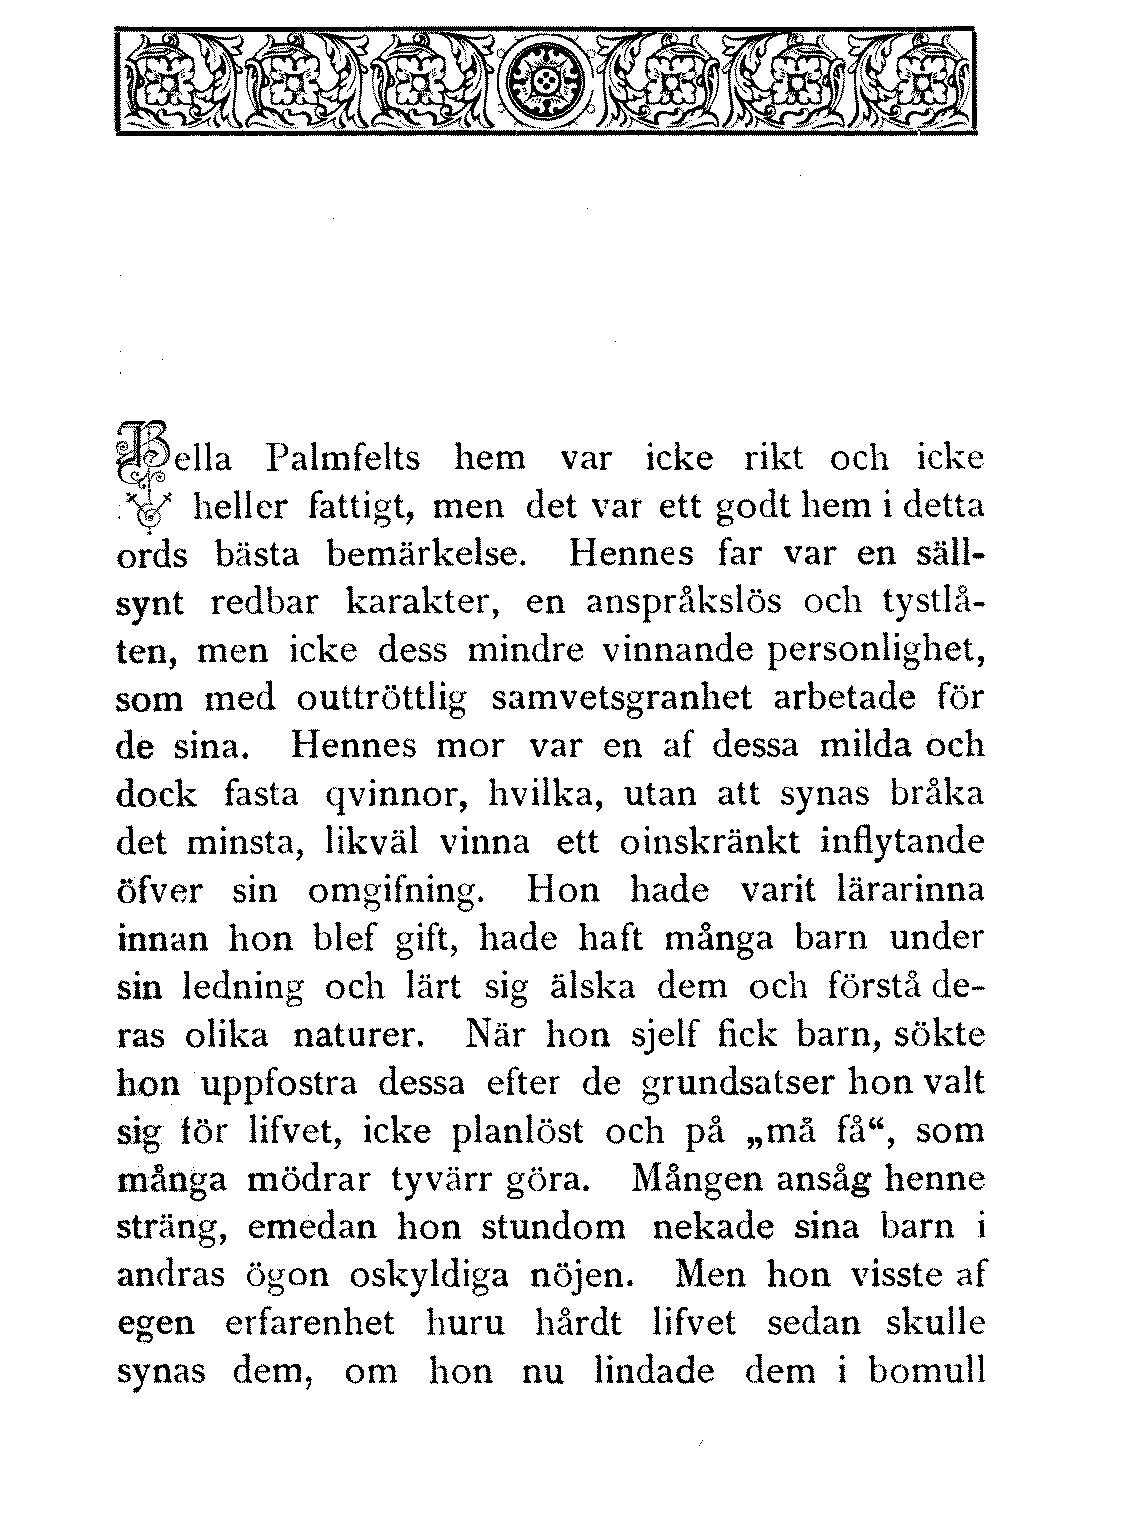 Bella Palmfelts hem var icke rikt och icke
heller fattigt, men det var ett godt hem i detta
ords bästa bemärkelse. Hennes far var en säll-
synt redbar karakter, en anspråkslös och tystlå-
ten, men icke dess mindre vinnande personlighet,
som med outtröttlig samvetsgranhet arbetade för
de sina. Hennes mor var en af dessa milda och
dock fasta qvinnor, hvilka, utan att synas bråka
det minsta, likväl vinna ett oinskränkt inflytande
öfver sin omgifning. Hon hade varit lärarinna
innan hon blef gift, hade haft många barn under
sin ledning och lärt sig älska dem och förstå de-
ras olika naturer. När hon sjelf fick barn, sökte
hon uppfostra dessa efter de grundsatser hon valt
sig för lifvet, icke planlöst och på „må få“, som
många mödrar tyvärr göra. Mången ansåg henne
sträng, emedan hon stundom nekade sina barn i
andras ögon oskyldiga nöjen. Men hon visste af
egen erfarenhet huru hårdt lifvet sedan skulle
synas dem, om hon nu lindade dem i bomull